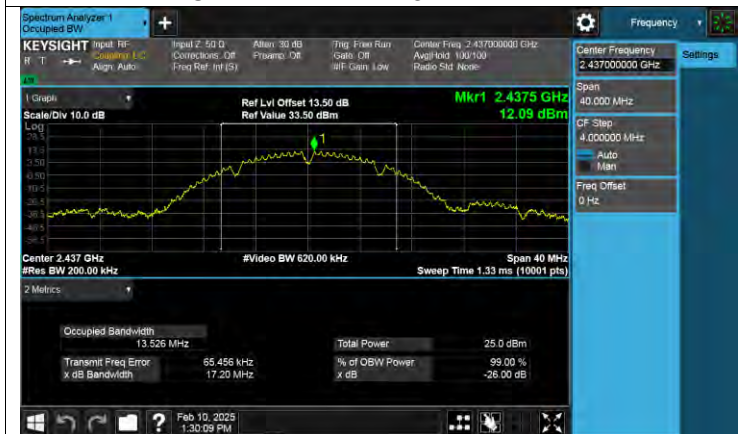 Spectrum Analyzer 1
Occupied BW
Frequency
KEYSIGHT Input: RF
R T
Coupling: DC
Align: Auto
Input Z: 50 Ω
Corrections: Off
Freq Ref: Int (S)
Atten: 30 dB
Preamp: Off
Trig: Free Run
Gate: Off
#IF Gain: Low
Center Freq: 2.437000000 GHz
Avg|Hold: 100/100
Radio Std: None
Center Frequency
2.437000000 GHz
Settings
Span
40.000 MHz
CF Step
4.000000 MHz
Auto
Man
Freq Offset
0 Hz
1 Graph
Scale/Div 10.0 dB
Ref Lvl Offset 13.50 dB
Ref Value 33.50 dBm
Mkr1 2.4375 GHz
12.09 dBm
Log
1
3.50
Center 2.437 GHz
#Res BW 200.00 kHz
#Video BW 620.00 kHz
Span 40 MHz
Sweep Time 1.33 ms (10001 pts)
2 Metrics
Occupied Bandwidth
13.526 MHz
Total Power 25.0 dBm
Transmit Freq Error 65.456 kHz
% of OBW Power 99.00 %
x dB Bandwidth 17.20 MHz
x dB -26.00 dB
?
Feb 10, 2025
1:30:09 PM